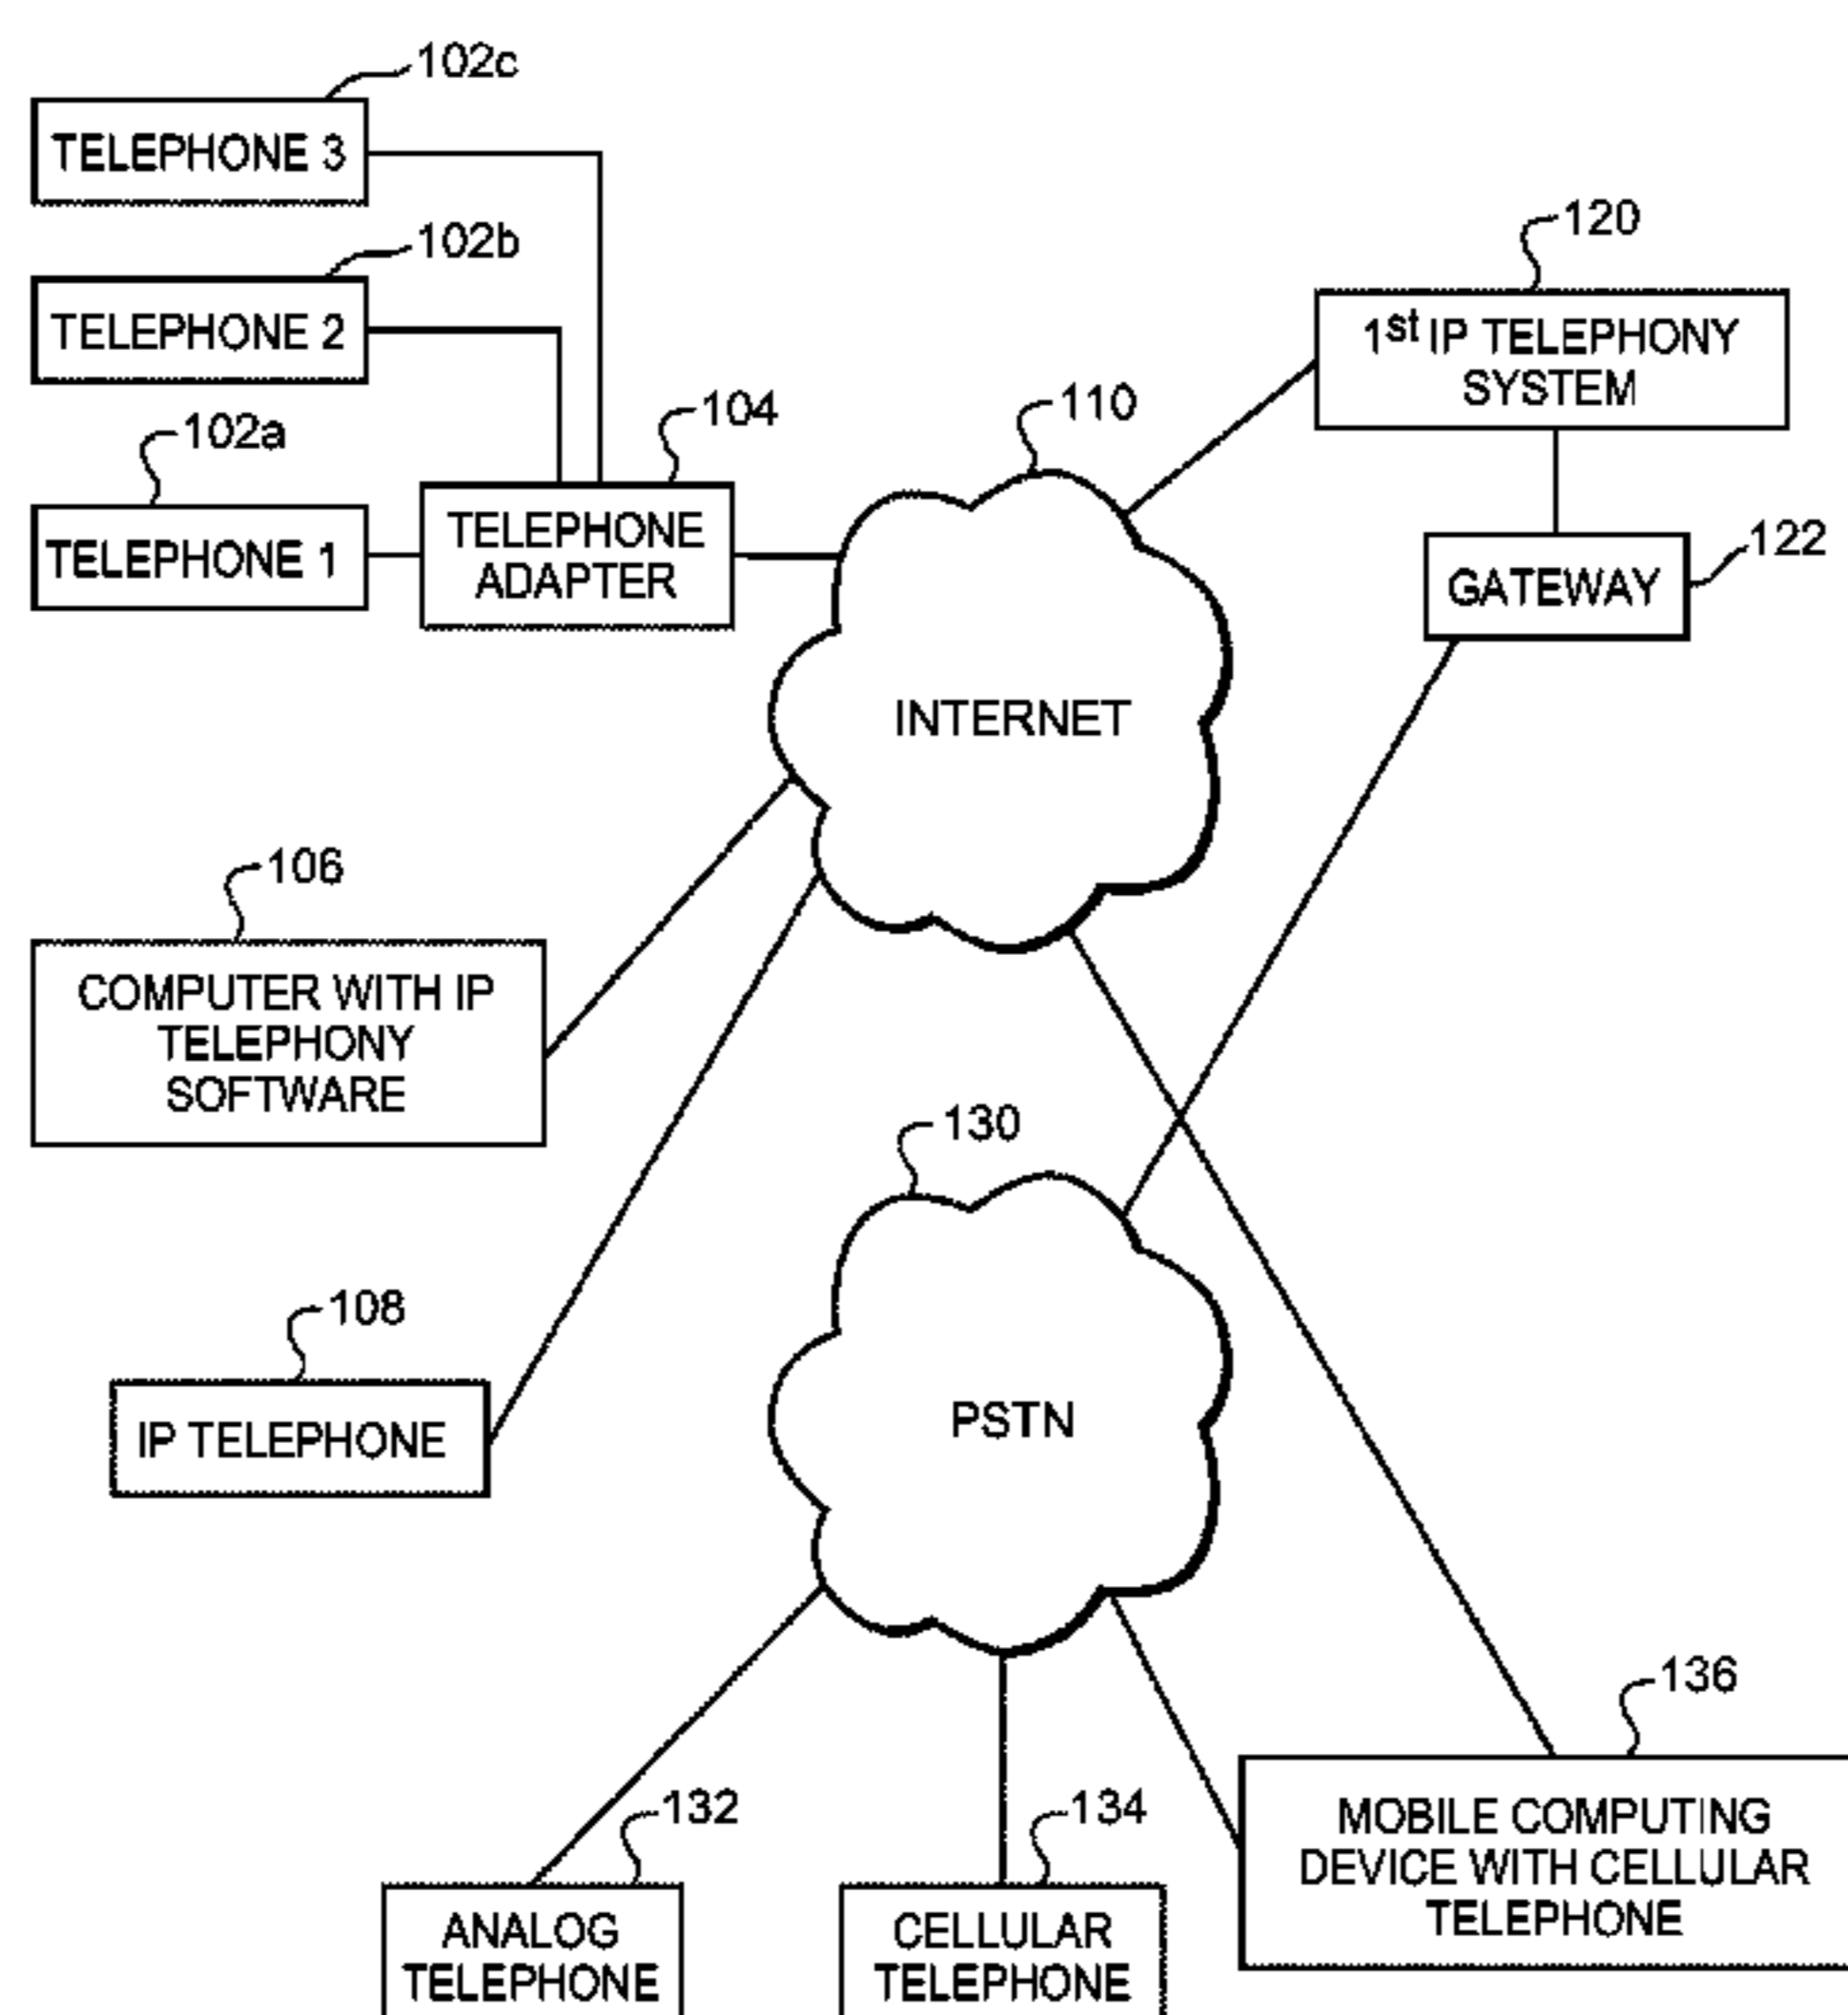 102c
TELEPHONE 3
102b
TELEPHONE 2
102a
TELEPHONE 1
104
TELEPHONE
ADAPTER
110
INTERNET
120
1st IP TELEPHONY
SYSTEM
122
GATEWAY
106
COMPUTER WITH IP
TELEPHONY
SOFTWARE
108
IP TELEPHONE
130
PSTN
132
ANALOG
TELEPHONE
134
CELLULAR
TELEPHONE
136
MOBILE COMPUTING
DEVICE WITH CELLULAR
TELEPHONE